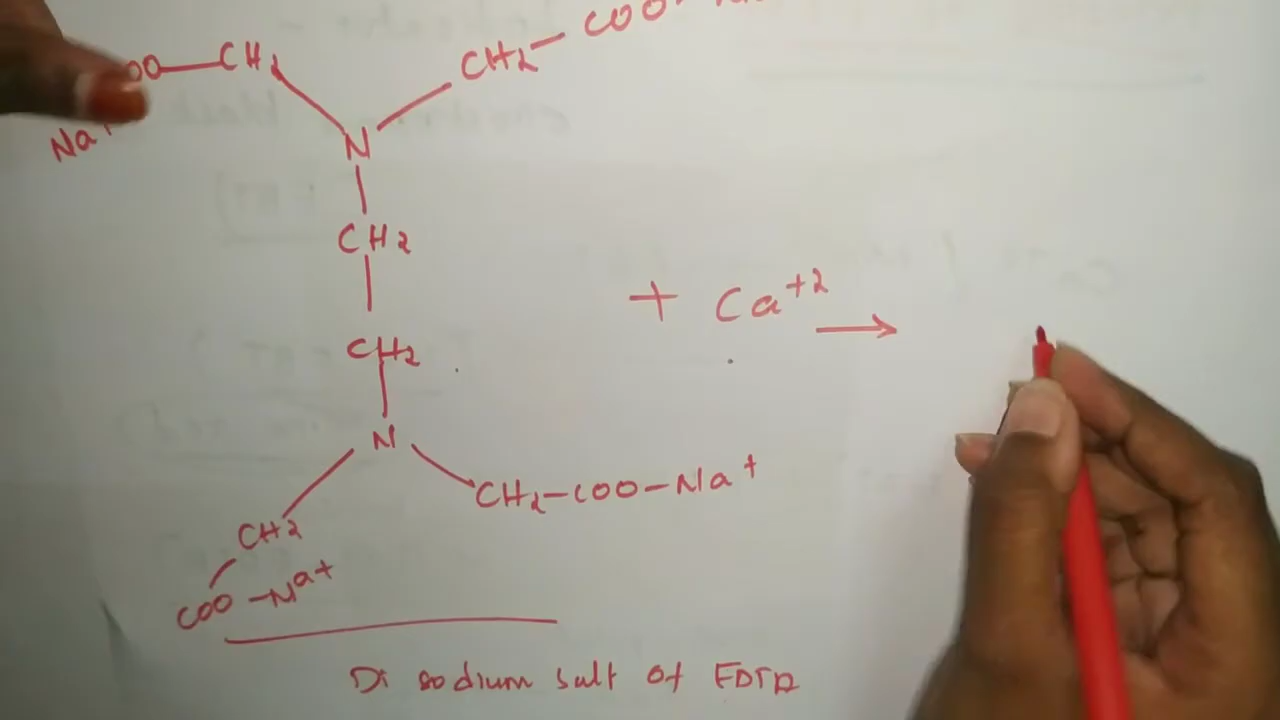 CH2
CH2 - COO
Na+
N
CH2
+ Ca+2 →
CH2
N
CH2-COO-Na+
CH2
COO -Na+
Di sodium salt of EDTA